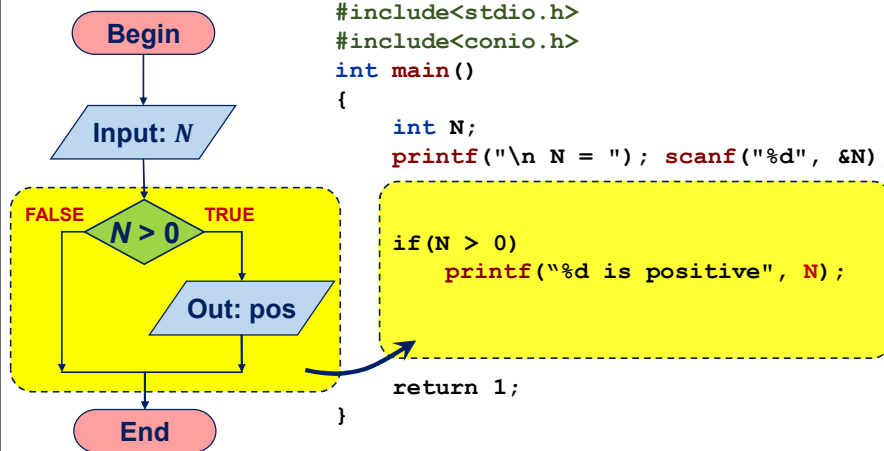 Begin
Input: N
FALSE
TRUE
N > 0
Out: pos
End
#include<stdio.h>
#include<conio.h>
int main()
{
int N;
printf("\n N = "); scanf("%d", &N)
if(N > 0)
printf(“%d is positive", N);
return 1;
}